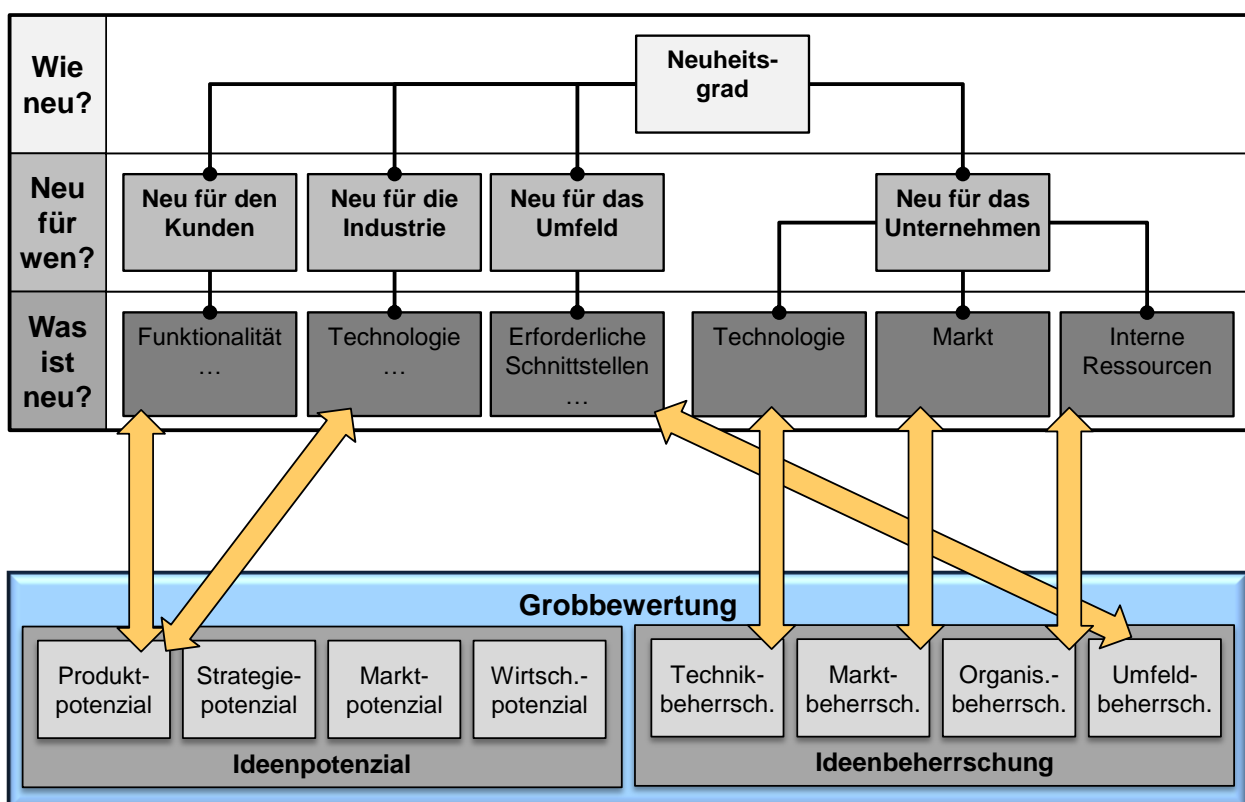 Wie
neu?
Neuheits-
grad
Neu
für
wen?
Neu für den
Kunden
Neu für die
Industrie
Neu für das
Umfeld
Neu für das
Unternehmen
Was
ist
neu?
Funktionalität
…
Technologie
…
Erforderliche
Schnittstellen
…
Technologie
Markt
Interne
Ressourcen
Grobbewertung
Produkt-
potenzial
Strategie-
potenzial
Markt-
potenzial
Wirtsch.-
potenzial
Ideenpotenzial
Technik-
beherrsch.
Markt-
beherrsch.
Organis.-
beherrsch.
Umfeld-
beherrsch.
Ideenbeherrschung